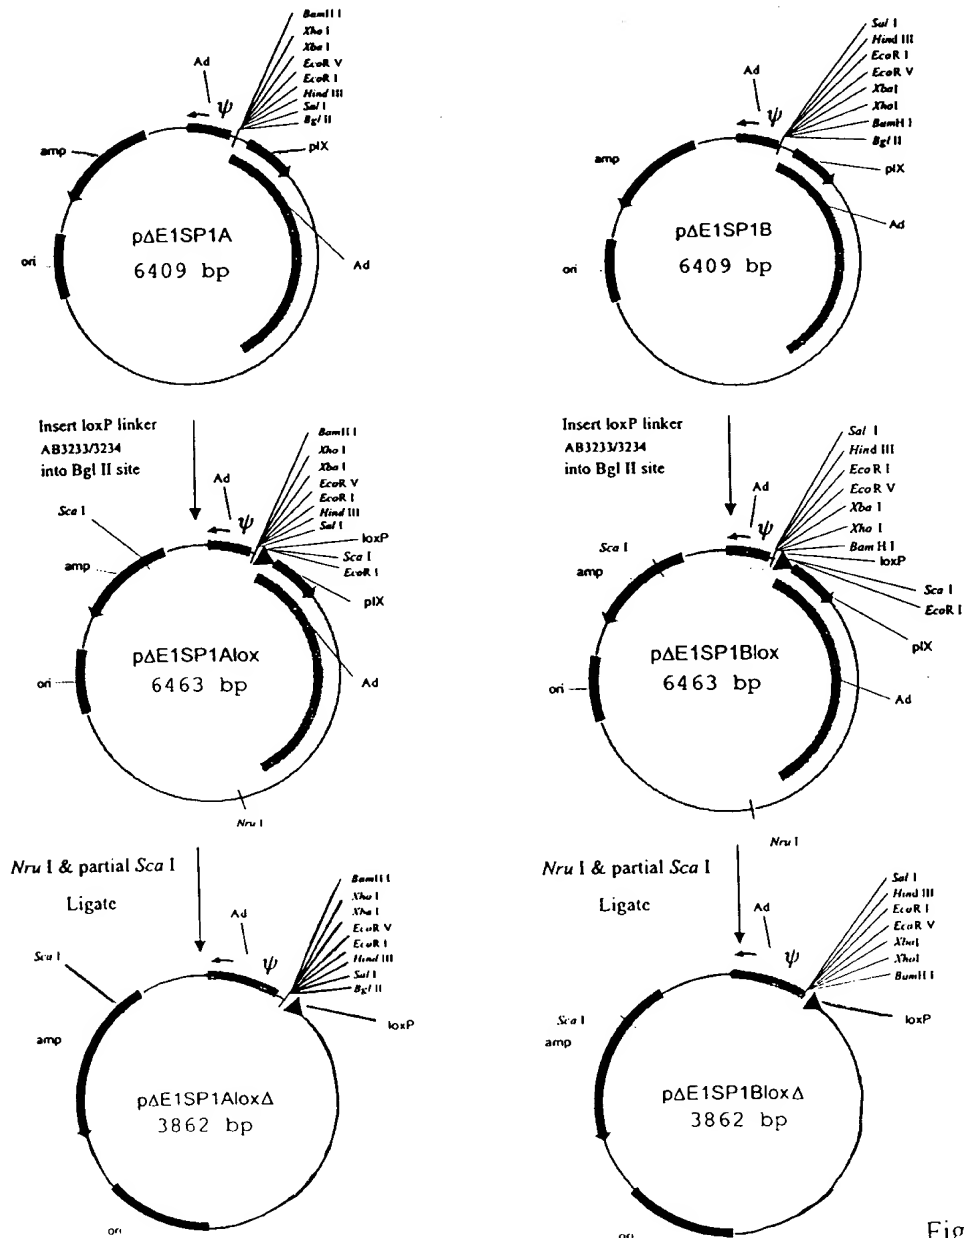 BamH I
Xho I
Xba I
EcoR V
EcoR I
Hind III
Sal I
Bgl II
Ad
ψ
amp
pIX
pΔE1SP1A
6409 bp
ori
Ad
Sal I
Hind III
EcoR I
EcoR V
XbaI
XhoI
BamH I
Bgl II
Ad
ψ
amp
pIX
pΔE1SP1B
6409 bp
ori
Ad
Insert loxP linker
AB3233/3234
into Bgl II site
BamH I
Xho I
Xba I
EcoR V
EcoR I
Hind III
Sal I
loxP
Sca I
EcoR I
Ad
ψ
Sca I
amp
pIX
pΔE1SP1Alox
6463 bp
ori
Ad
Nru I
Insert loxP linker
AB3233/3234
into Bgl II site
Sal I
Hind III
EcoR I
EcoR V
Xba I
Xho I
BamH I
loxP
Sca I
EcoR I
Ad
ψ
Sca I
amp
pIX
pΔE1SP1Blox
6463 bp
ori
Ad
Nru I
Nru I & partial Sca I
Ligate
BamH I
Xho I
Xba I
EcoR V
EcoR I
Hind III
Sal I
Bgl II
Ad
ψ
Sca I
loxP
amp
pΔE1SP1AloxΔ
3862 bp
ori
Nru I & partial Sca I
Ligate
Sal I
Hind III
EcoR I
EcoR V
XbaI
XhoI
BamH I
Ad
ψ
Sca I
loxP
amp
pΔE1SP1BloxΔ
3862 bp
ori
Fig